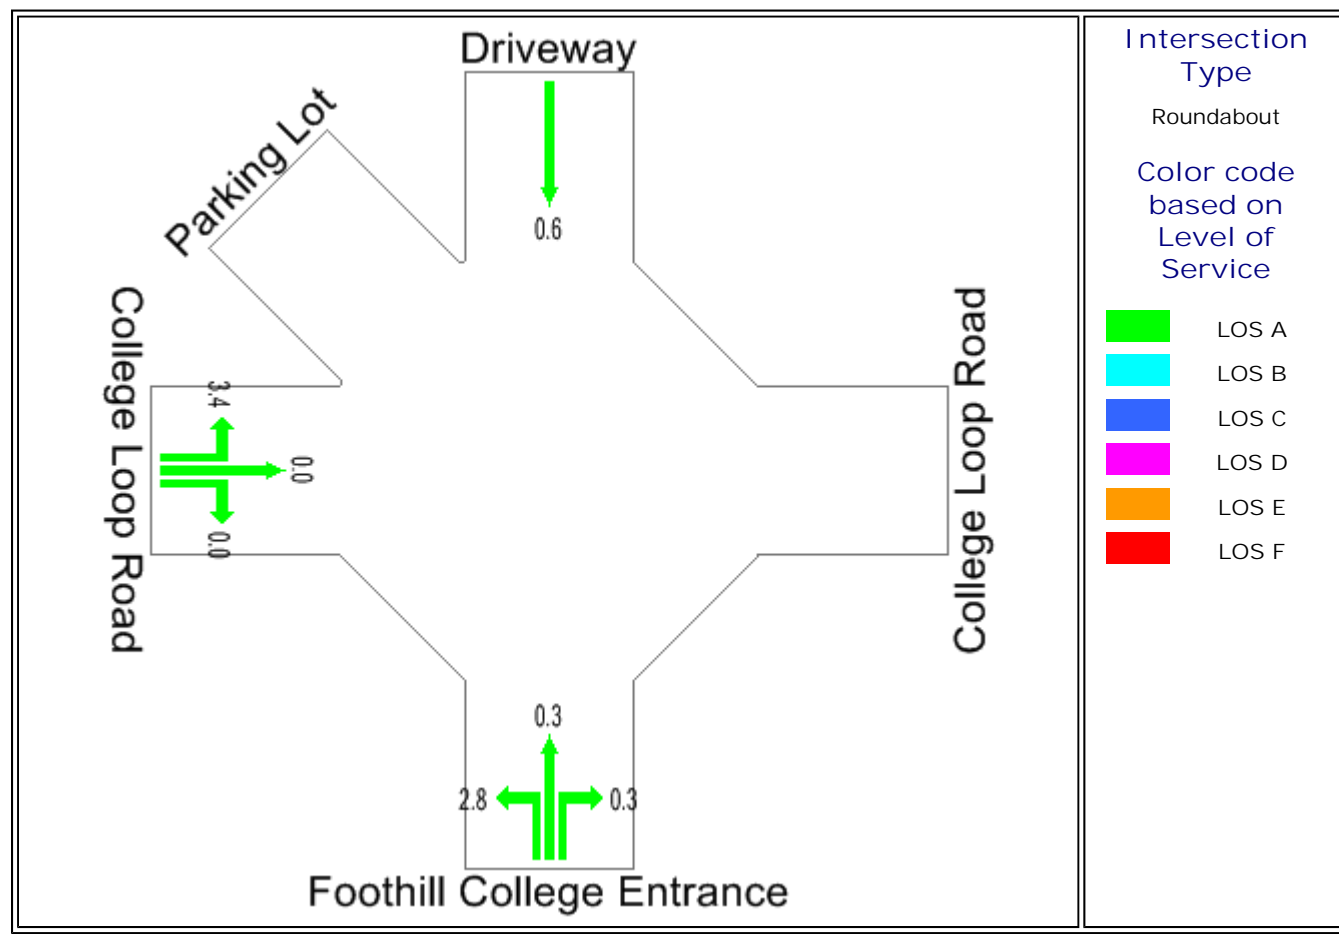 Driveway
Parking Lot
0.6
College Loop Road
3.4
0.0
0.0
College Loop Road
0.3
2.8
0.3
Foothill College Entrance
Intersection
Type
Roundabout
Color code
based on
Level of
Service
LOS A
LOS B
LOS C
LOS D
LOS E
LOS F